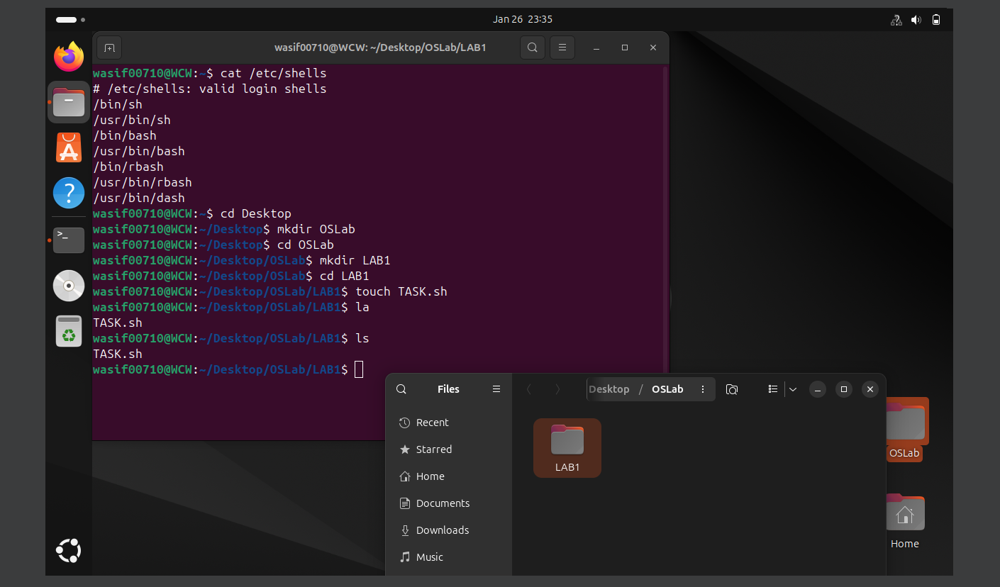 Jan 26 23:35
wasif00710@WCW: ~/Desktop/OSLab/LAB1
wasif00710@WCW:~$ cat /etc/shells
# /etc/shells: valid login shells
/bin/sh
/usr/bin/sh
/bin/bash
/usr/bin/bash
/bin/rbash
/usr/bin/rbash
/usr/bin/dash
wasif00710@WCW:~$ cd Desktop
wasif00710@WCW:~/Desktop$ mkdir OSLab
wasif00710@WCW:~/Desktop$ cd OSLab
wasif00710@WCW:~/Desktop/OSLab$ mkdir LAB1
wasif00710@WCW:~/Desktop/OSLab$ cd LAB1
wasif00710@WCW:~/Desktop/OSLab/LAB1$ touch TASK.sh
wasif00710@WCW:~/Desktop/OSLab/LAB1$ la
TASK.sh
wasif00710@WCW:~/Desktop/OSLab/LAB1$ ls
TASK.sh
wasif00710@WCW:~/Desktop/OSLab/LAB1$
Files
Desktop / OSLab
Recent
Starred
Home
Documents
Downloads
Music
LAB1
OSLab
Home